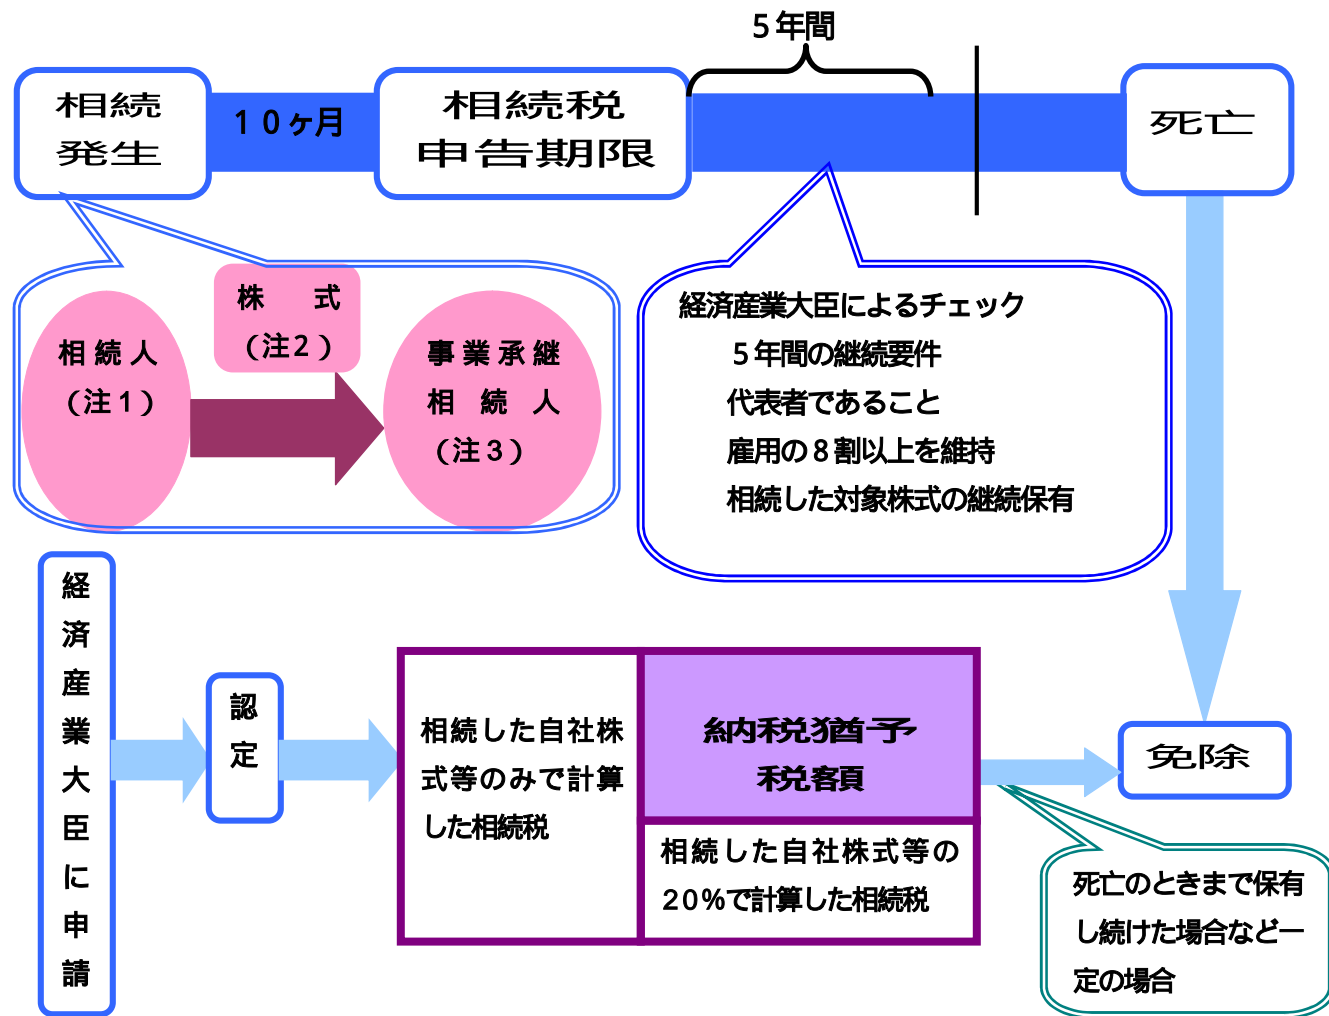 5年間
相続
発生
10ヶ月
相続税
申告期限
死亡
株　式
(注2)
相続人
(注1)
事業承継
相続人
(注3)
経済産業大臣によるチェック
5年間の継続要件
代表者であること
雇用の8割以上を維持
相続した対象株式の継続保有
経済産業大臣に申請
認定
相続した自社株
式等のみで計算
した相続税
納税猶予
税額
相続した自社株式等の
20%で計算した相続税
免除
死亡のときまで保有
し続けた場合など一
定の場合